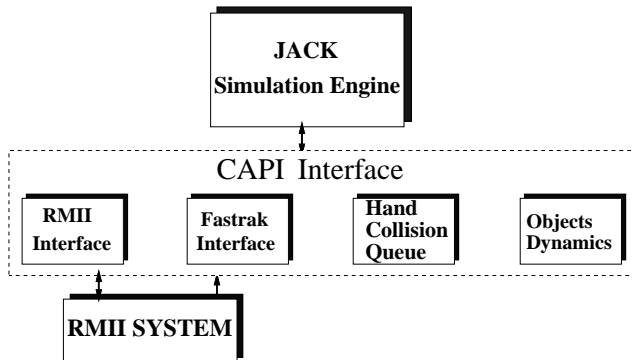 JACK
Simulation Engine
CAPI Interface
RMII
Interface
Fastrak
Interface
Hand
Collision
Queue
Objects
Dynamics
RMII SYSTEM